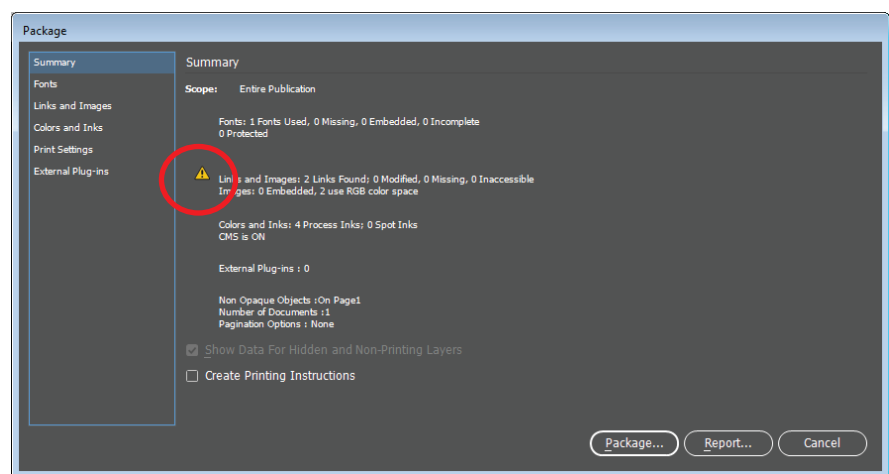 Package
Summary
Fonts
Links and Images
Colors and Inks
Print Settings
External Plug-ins
Summary
Scope: Entire Publication
Fonts: 1 Fonts Used, 0 Missing, 0 Embedded, 0 Incomplete
0 Protected
Links and Images: 2 Links Found; 0 Modified, 0 Missing, 0 Inaccessible
Images: 0 Embedded, 2 use RGB color space
Colors and Inks: 4 Process Inks; 0 Spot Inks
CMS is ON
External Plug-ins : 0
Non Opaque Objects :On Page1
Number of Documents :1
Pagination Options : None
Show Data For Hidden and Non-Printing Layers
Create Printing Instructions
Package... Report... Cancel